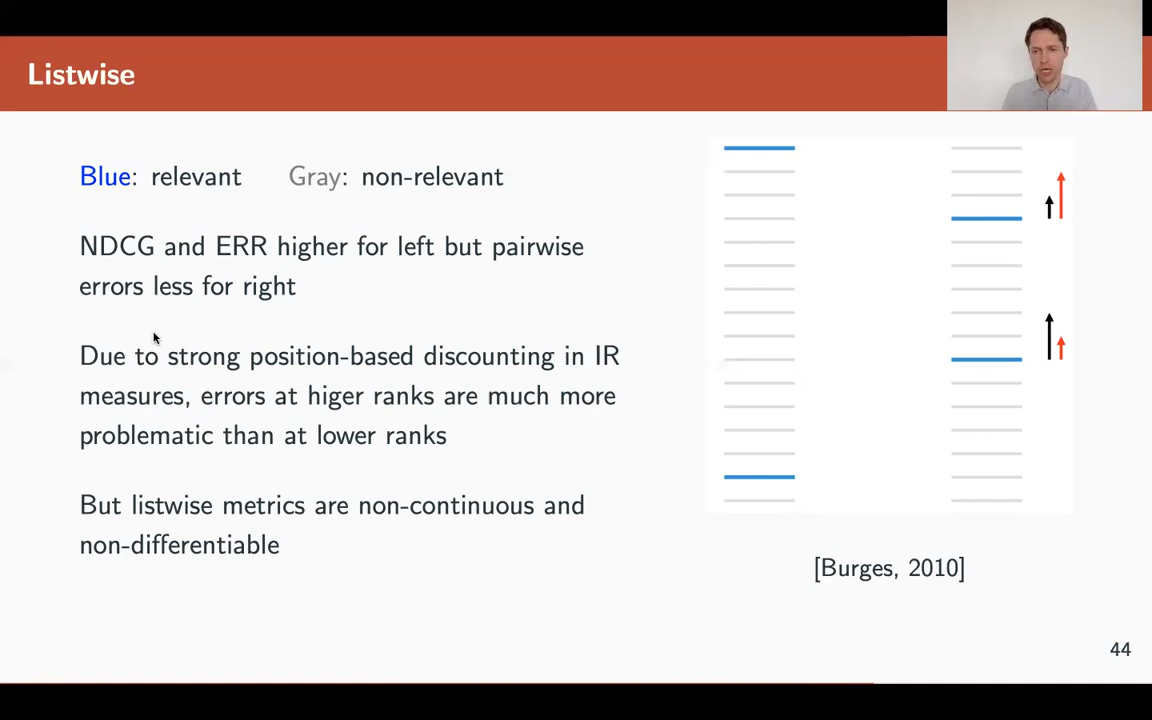 Listwise
Blue: relevant Gray: non-relevant
NDCG and ERR higher for left but pairwise
errors less for right
Due to strong position-based discounting in IR
measures, errors at higer ranks are much more
problematic than at lower ranks
But listwise metrics are non-continuous and
non-differentiable
[Burges, 2010]
44